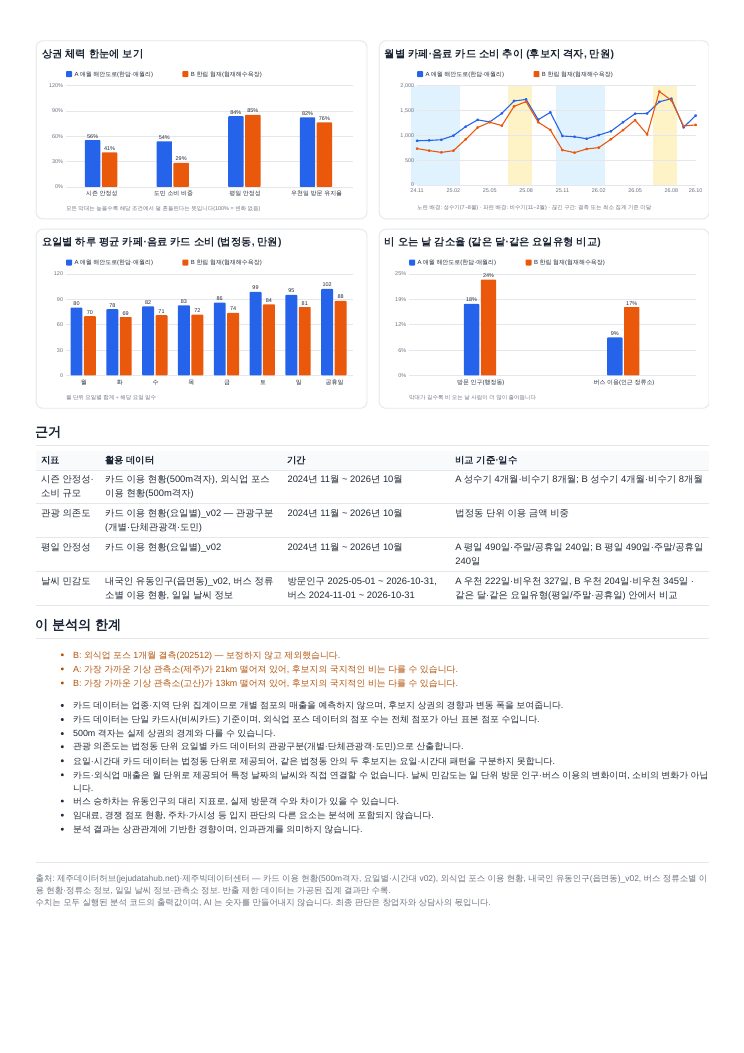 상권 체력 한눈에 보기
A 애월 해안도로(한담·애월리) B 한림 협재(협재해수욕장)
120%
90%
60%
30%
0%
56% 41% 54% 29% 84% 85% 82% 76%
시즌 안정성 도민 소비 비중 평일 안정성 우천일 방문 유지율
모든 막대는 높을수록 해당 조건에서 덜 흔들린다는 뜻입니다(100% = 변화 없음)
월별 카페·음료 카드 소비 추이 (후보지 격자, 만원)
A 애월 해안도로(한담·애월리) B 한림 협재(협재해수욕장)
2,000
1,500
1,000
500
0
24.11 25.02 25.05 25.08 25.11 26.02 26.05 26.08 26.10
노란 배경: 성수기(7~8월) · 파란 배경: 비수기(11~2월) · 끊긴 구간: 결측 또는 최소 집계 기준 미달
요일별 하루 평균 카페·음료 카드 소비 (법정동, 만원)
A 애월 해안도로(한담·애월리) B 한림 협재(협재해수욕장)
120
90
60
30
0
80 70 78 69 82 71 83 72 86 74 99 84 95 81 102 88
월 화 수 목 금 토 일 공휴일
월 단위 요일별 합계 ÷ 해당 요일 일수
비 오는 날 감소율 (같은 달·같은 요일유형 비교)
A 애월 해안도로(한담·애월리) B 한림 협재(협재해수욕장)
25%
19%
12%
6%
0%
18% 24% 9% 17%
방문 인구(행정동) 버스 이용(인근 정류소)
막대가 길수록 비 오는 날 사람이 더 많이 줄어듭니다
근거
지표 활용 데이터 기간 비교 기준·일수
시즌 안정성·소비 규모 카드 이용 현황(500m격자), 외식업 포스 이용 현황(500m격자) 2024년 11월 ~ 2026년 10월 A 성수기 4개월·비수기 8개월; B 성수기 4개월·비수기 8개월
관광 의존도 카드 이용 현황(요일별)_v02 — 관광구분(개별·단체관광객·도민) 2024년 11월 ~ 2026년 10월 법정동 단위 이용 금액 비중
평일 안정성 카드 이용 현황(요일별)_v02 2024년 11월 ~ 2026년 10월 A 평일 490일·주말/공휴일 240일; B 평일 490일·주말/공휴일 240일
날씨 민감도 내국인 유동인구(읍면동)_v02, 버스 정류소별 이용 현황, 일일 날씨 정보 방문인구 2025-05-01 ~ 2026-10-31, 버스 2024-11-01 ~ 2026-10-31 A 우천 222일·비우천 327일, B 우천 204일·비우천 345일 · 같은 달·같은 요일유형(평일/주말·공휴일) 안에서 비교
이 분석의 한계
• B: 외식업 포스 1개월 결측(202512) — 보정하지 않고 제외했습니다.
• A: 가장 가까운 기상 관측소(제주)가 21km 떨어져 있어, 후보지의 국지적인 비는 다를 수 있습니다.
• B: 가장 가까운 기상 관측소(고산)가 13km 떨어져 있어, 후보지의 국지적인 비는 다를 수 있습니다.
• 카드 데이터는 업종·지역 단위 집계이므로 개별 점포의 매출을 예측하지 않으며, 후보지 상권의 경향과 변동 폭을 보여줍니다.
• 카드 데이터는 단일 카드사(비씨카드) 기준이며, 외식업 포스 데이터의 점포 수는 전체 점포가 아닌 표본 점포 수입니다.
• 500m 격자는 실제 상권의 경계와 다를 수 있습니다.
• 관광 의존도는 법정동 단위 요일별 카드 데이터의 관광구분(개별·단체관광객·도민)으로 산출합니다.
• 요일·시간대 카드 데이터는 법정동 단위로 제공되어, 같은 법정동 안의 두 후보지는 요일·시간대 패턴을 구분하지 못합니다.
• 카드·외식업 매출은 월 단위로 제공되어 특정 날짜의 날씨와 직접 연결할 수 없습니다. 날씨 민감도는 일 단위 방문 인구·버스 이용의 변화이며, 소비의 변화가 아닙
니다.
• 버스 승하차는 유동인구의 대리 지표로, 실제 방문객 수와 차이가 있을 수 있습니다.
• 임대료, 경쟁 점포 현황, 주차·가시성 등 입지 판단의 다른 요소는 분석에 포함되지 않습니다.
• 분석 결과는 상관관계에 기반한 경향이며, 인과관계를 의미하지 않습니다.
출처: 제주데이터허브(jejudatahub.net)·제주빅데이터센터 — 카드 이용 현황(500m격자, 요일별·시간대 v02), 외식업 포스 이용 현황, 내국인 유동인구(읍면동)_v02, 버스 정류소별 이
용 현황·정류소 정보, 일일 날씨 정보·관측소 정보. 반출 제한 데이터는 가공된 집계 결과만 수록.
수치는 모두 실행된 분석 코드의 출력값이며, AI 는 숫자를 만들어내지 않습니다. 최종 판단은 창업자와 상담사의 몫입니다.